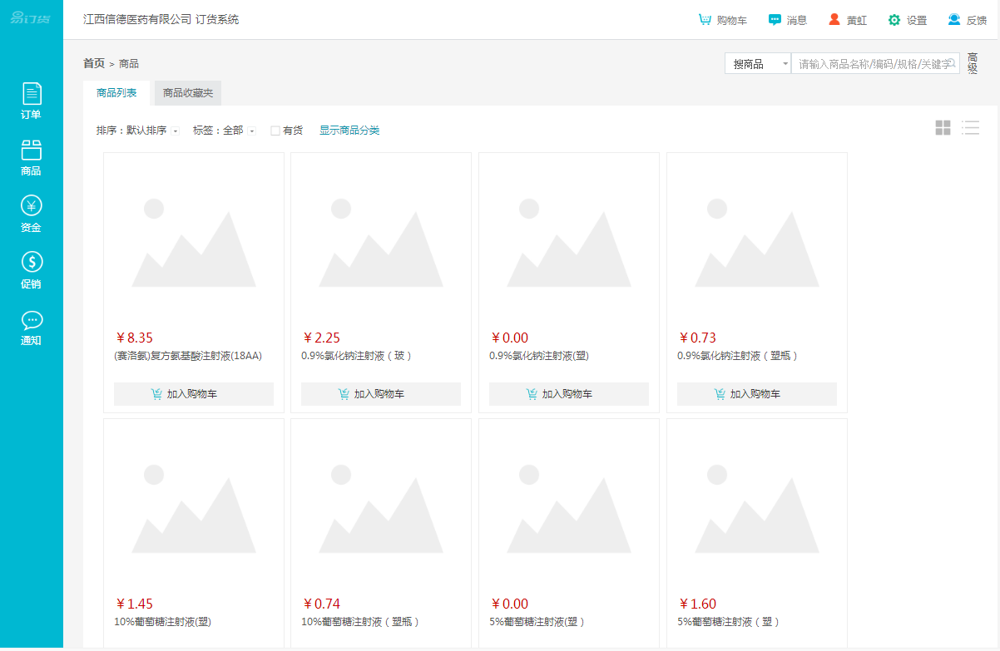 易订货
江西信德医药有限公司 订货系统
购物车
消息
黄虹
设置
反馈
订单
商品
资金
促销
通知
首页 > 商品
搜商品
请输入商品名称/编码/规格/关键字
高级
商品列表
商品收藏夹
排序：默认排序
标签：全部
有货
显示商品分类
￥8.35
￥2.25
￥0.00
￥0.73
(赛洛氨)复方氨基酸注射液(18AA)
0.9%氯化钠注射液（玻）
0.9%氯化钠注射液(塑)
0.9%氯化钠注射液（塑瓶）
加入购物车
加入购物车
加入购物车
加入购物车
￥1.45
￥0.74
￥0.00
￥1.60
10%葡萄糖注射液(塑)
10%葡萄糖注射液（塑瓶）
5%葡萄糖注射液(塑）
5%葡萄糖注射液（塑）